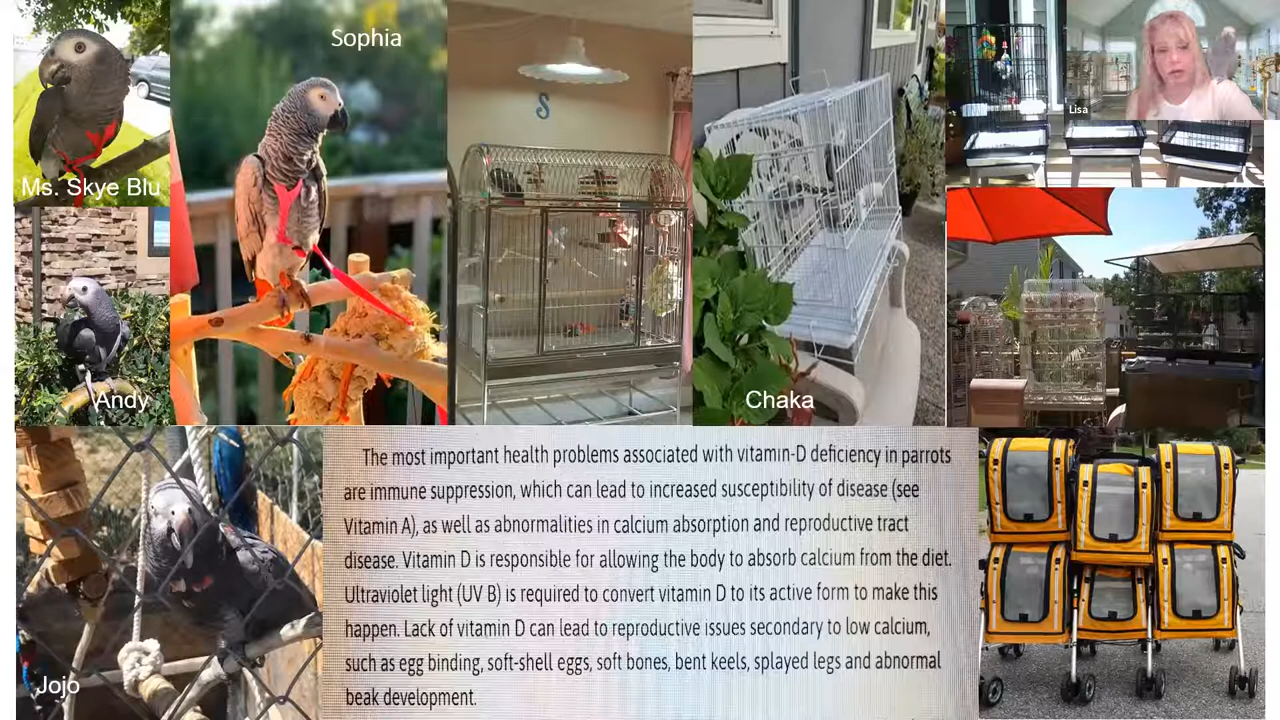 Sophia
S
Lisa
Ms. Skye Blu
Andy
Chaka
The most important health problems associated with vitamin-D deficiency in parrots
are immune suppression, which can lead to increased susceptibility of disease (see
Vitamin A), as well as abnormalities in calcium absorption and reproductive tract
disease. Vitamin D is responsible for allowing the body to absorb calcium from the diet.
Ultraviolet light (UV B) is required to convert vitamin D to its active form to make this
happen. Lack of vitamin D can lead to reproductive issues secondary to low calcium,
such as egg binding, soft-shell eggs, soft bones, bent keels, splayed legs and abnormal
beak development.
Jojo